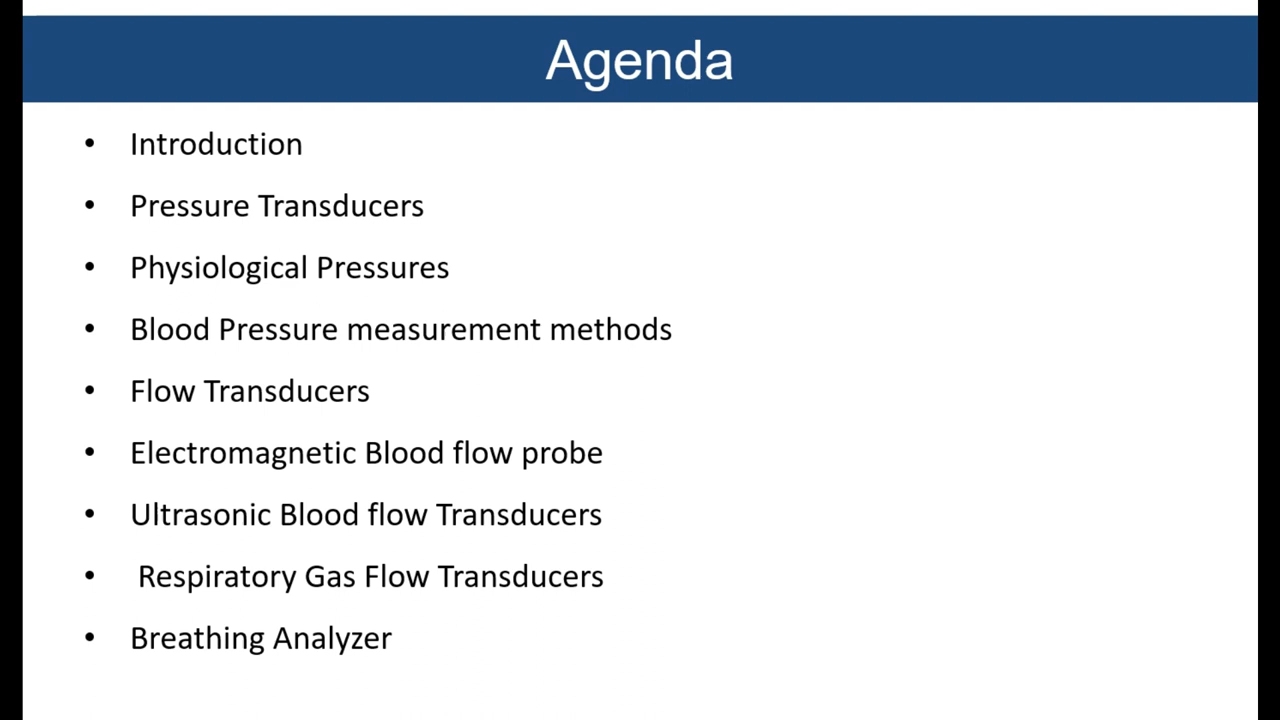 Agenda
• Introduction
• Pressure Transducers
• Physiological Pressures
• Blood Pressure measurement methods
• Flow Transducers
• Electromagnetic Blood flow probe
• Ultrasonic Blood flow Transducers
• Respiratory Gas Flow Transducers
• Breathing Analyzer